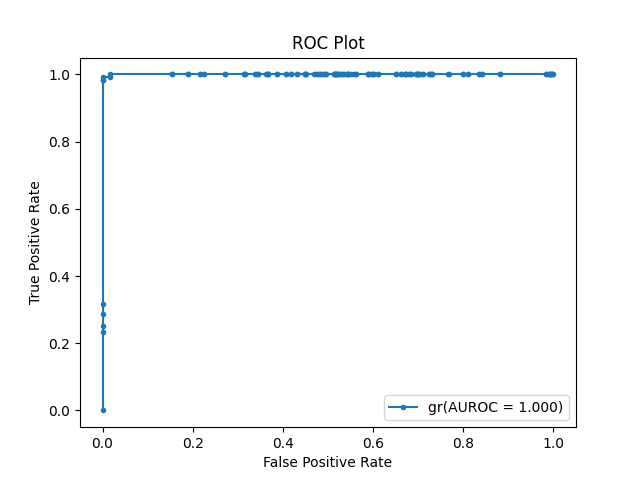 ROC Plot
True Positive Rate
1.0
0.8
0.6
0.4
0.2
0.0
gr(AUROC = 1.000)
0.0 0.2 0.4 0.6 0.8 1.0
False Positive Rate